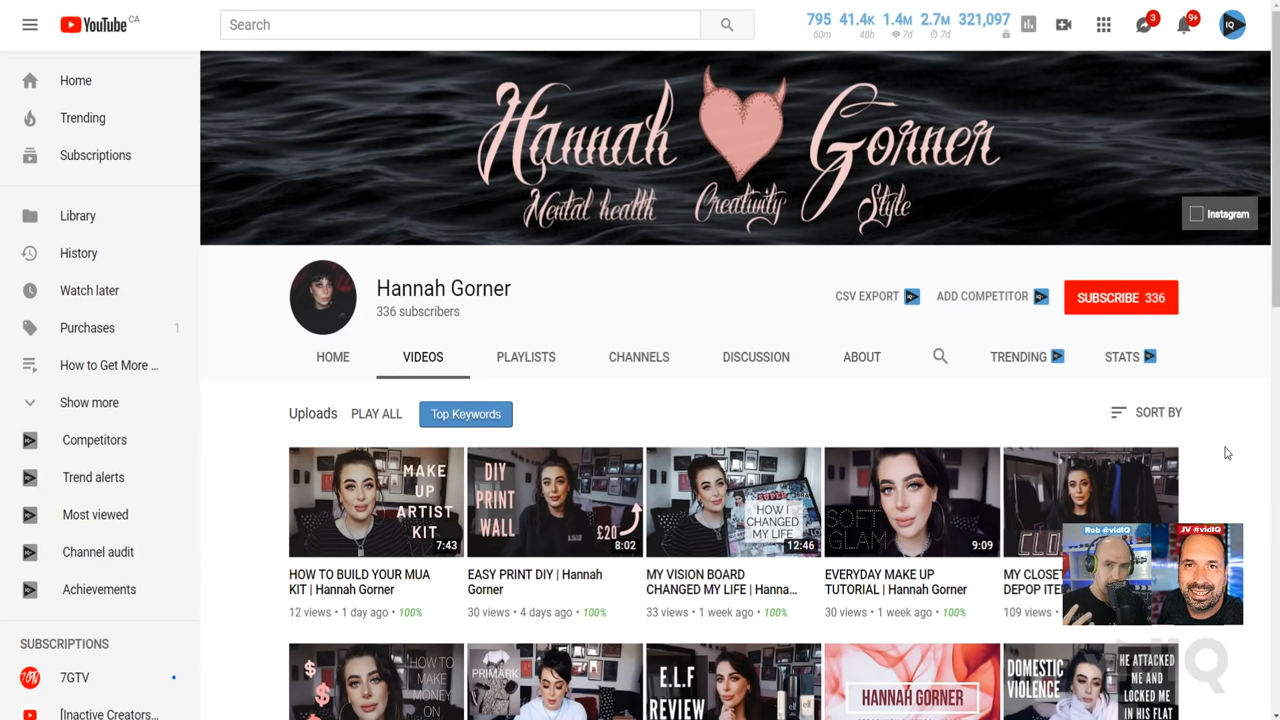 YouTube CA
Search
795 41.4K 1.4M 2.7M 321,097
60m 48h 7d 7d
3
9+
IQ
Home
Trending
Subscriptions
Library
History
Watch later
Purchases 1
How to Get More ...
Show more
Competitors
Trend alerts
Most viewed
Channel audit
Achievements
SUBSCRIPTIONS
7GTV
[Inactive Creators...
Hannah Gorner
Mental health Creativity Style
Instagram
Hannah Gorner
336 subscribers
CSV EXPORT
ADD COMPETITOR
SUBSCRIBE 336
HOME VIDEOS PLAYLISTS CHANNELS DISCUSSION ABOUT TRENDING STATS
Uploads PLAY ALL Top Keywords SORT BY
MAKE
UP
ARTIST
KIT
7:43
HOW TO BUILD YOUR MUA
KIT | Hannah Gorner
12 views • 1 day ago • 100%
DIY
PRINT
WALL
£20
8:02
EASY PRINT DIY | Hannah
Gorner
30 views • 4 days ago • 100%
HOW I
CHANGED
MY LIFE
12:46
MY VISION BOARD
CHANGED MY LIFE | Hanna...
33 views • 1 week ago • 100%
SOFT
GLAM
9:09
EVERYDAY MAKE UP
TUTORIAL | Hannah Gorner
30 views • 1 week ago • 100%
MY CLOSET
DEPOP ITE
109 views •
Rob @vidIQ
JV @vidIQ
HOW TO
MAKE
MONEY
ON
PRIMARK
E.L.F
REVIEW
HANNAH GORNER
DOMESTIC
VIOLENCE
HE ATTACKED
ME AND
LOCKED ME
IN HIS FLAT